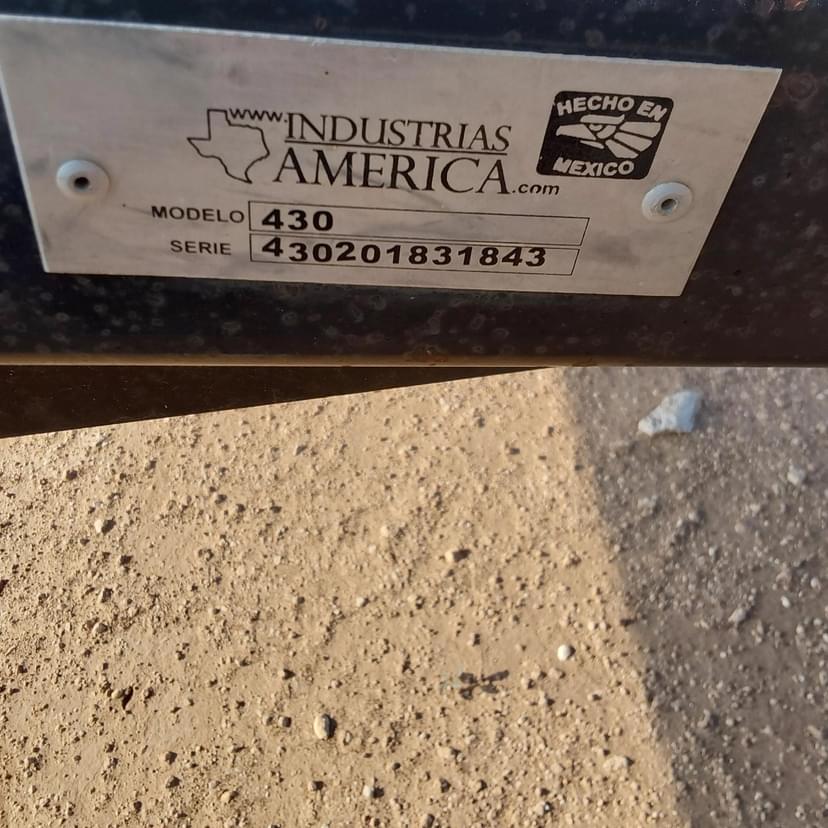 www.INDUSTRIAS
AMERICA.com
HECHO EN
MEXICO
MODELO 430
SERIE 430201831843